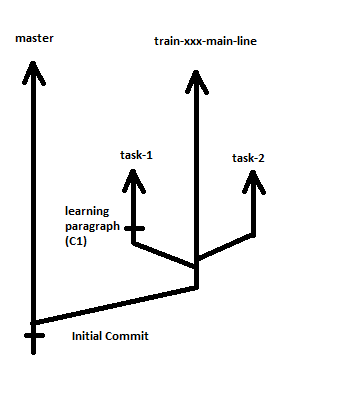 master
train-xxx-main-line
task-1
task-2
learning
paragraph
(C1)
Initial Commit